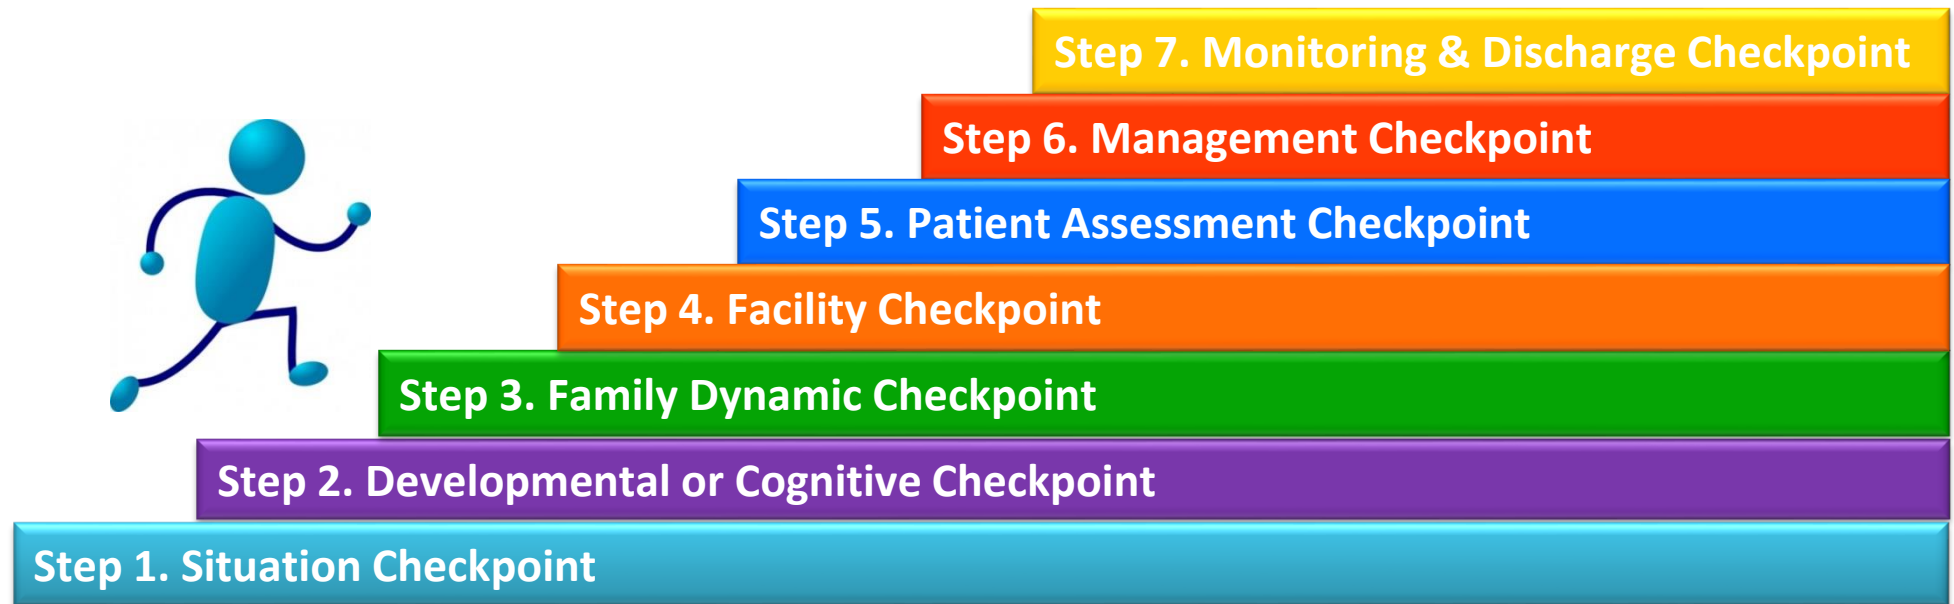 Step 7. Monitoring & Discharge Checkpoint
Step 6. Management Checkpoint
Step 5. Patient Assessment Checkpoint
Step 4. Facility Checkpoint
Step 3. Family Dynamic Checkpoint
Step 2. Developmental or Cognitive Checkpoint
Step 1. Situation Checkpoint